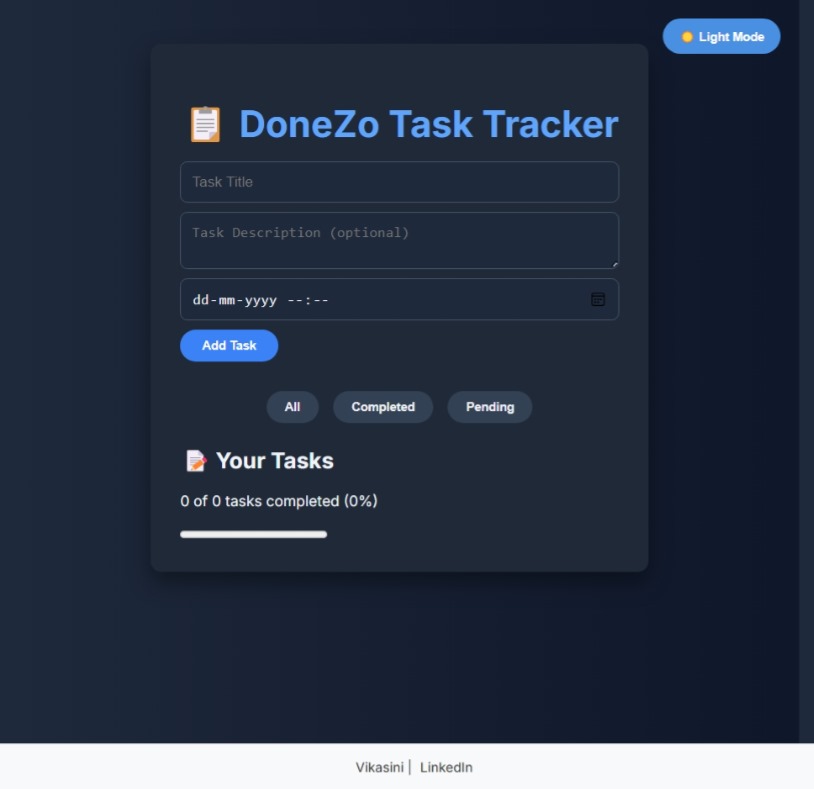 Light Mode
DoneZo Task Tracker
Task Title
Task Description (optional)
dd-mm-yyyy --:--
Add Task
All Completed Pending
Your Tasks
0 of 0 tasks completed (0%)
Vikasini | LinkedIn